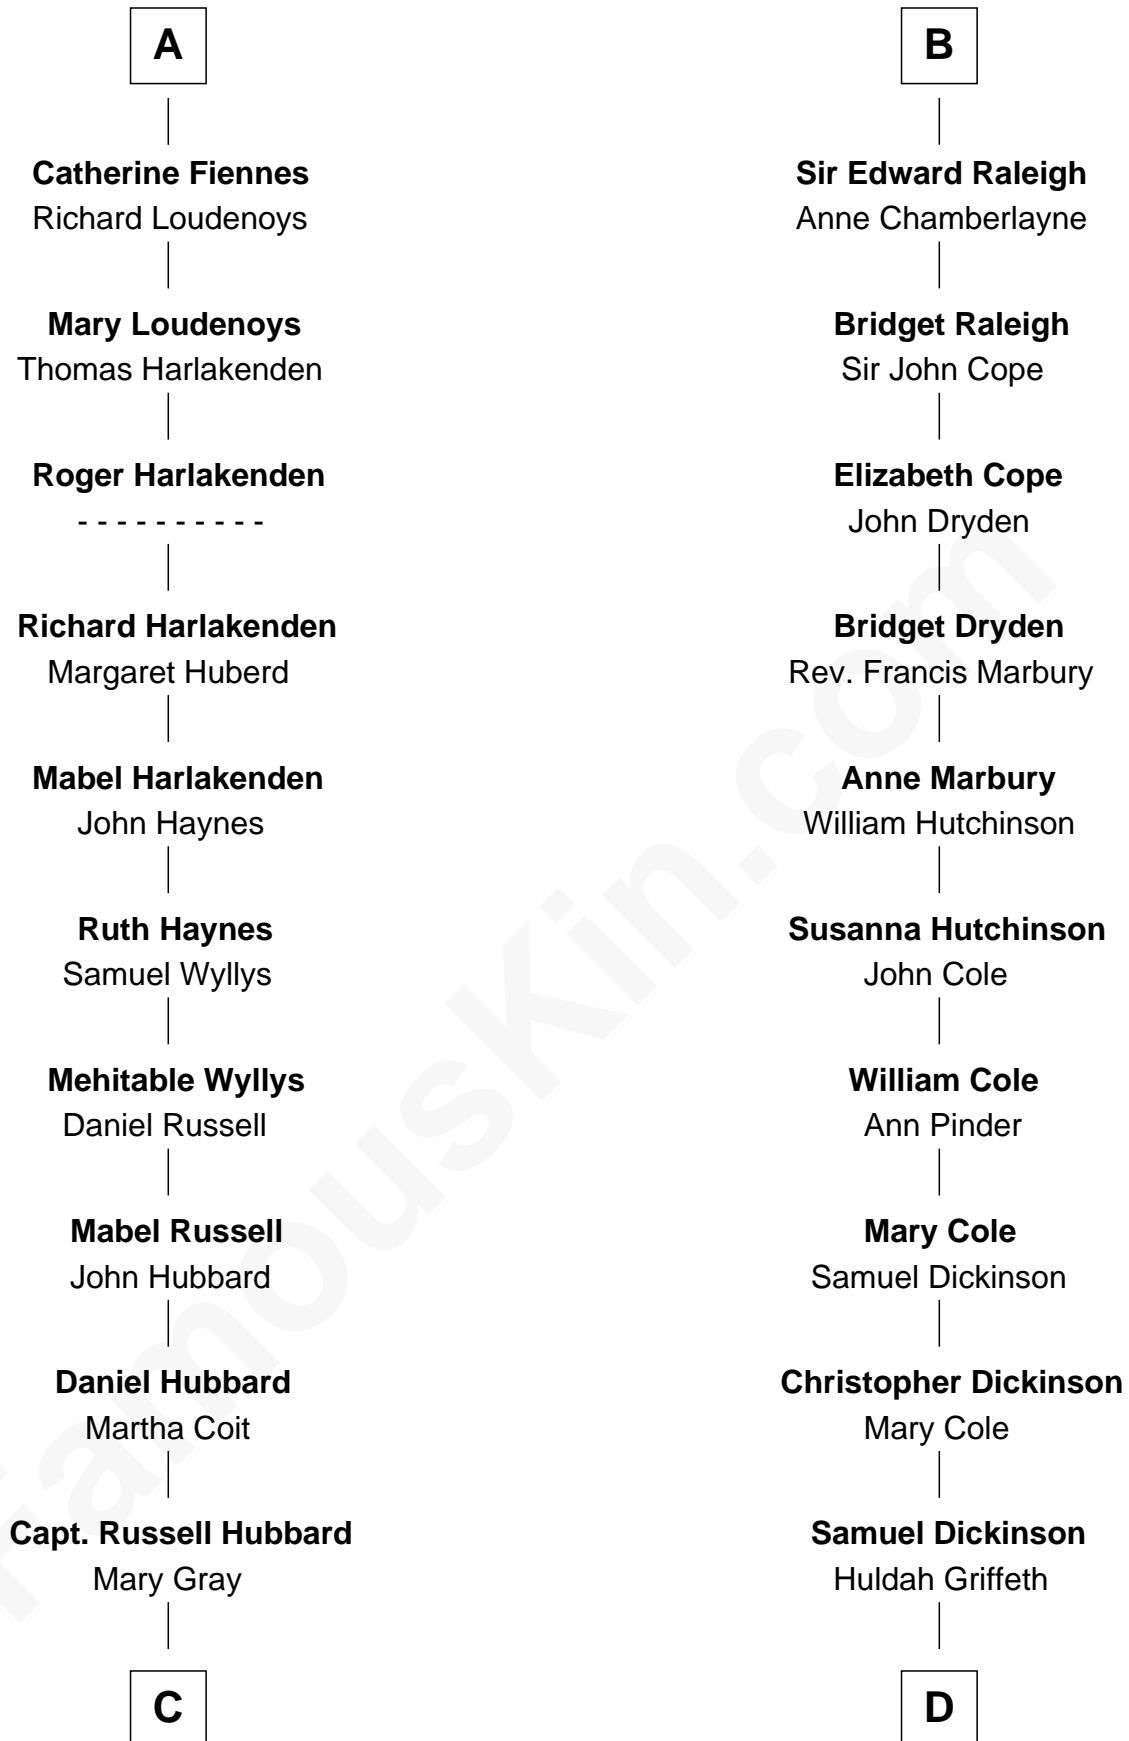 A
Catherine Fiennes
Richard Loudenoys
Mary Loudenoys
Thomas Harlakenden
Roger Harlakenden
- - - - - - - - - -
Richard Harlakenden
Margaret Huberd
Mabel Harlakenden
John Haynes
Ruth Haynes
Samuel Wyllys
Mehitable Wyllys
Daniel Russell
Mabel Russell
John Hubbard
Daniel Hubbard
Martha Coit
Capt. Russell Hubbard
Mary Gray
C
B
Sir Edward Raleigh
Anne Chamberlayne
Bridget Raleigh
Sir John Cope
Elizabeth Cope
John Dryden
Bridget Dryden
Rev. Francis Marbury
Anne Marbury
William Hutchinson
Susanna Hutchinson
John Cole
William Cole
Ann Pinder
Mary Cole
Samuel Dickinson
Christopher Dickinson
Mary Cole
Samuel Dickinson
Huldah Griffeth
D
FamousKin.com